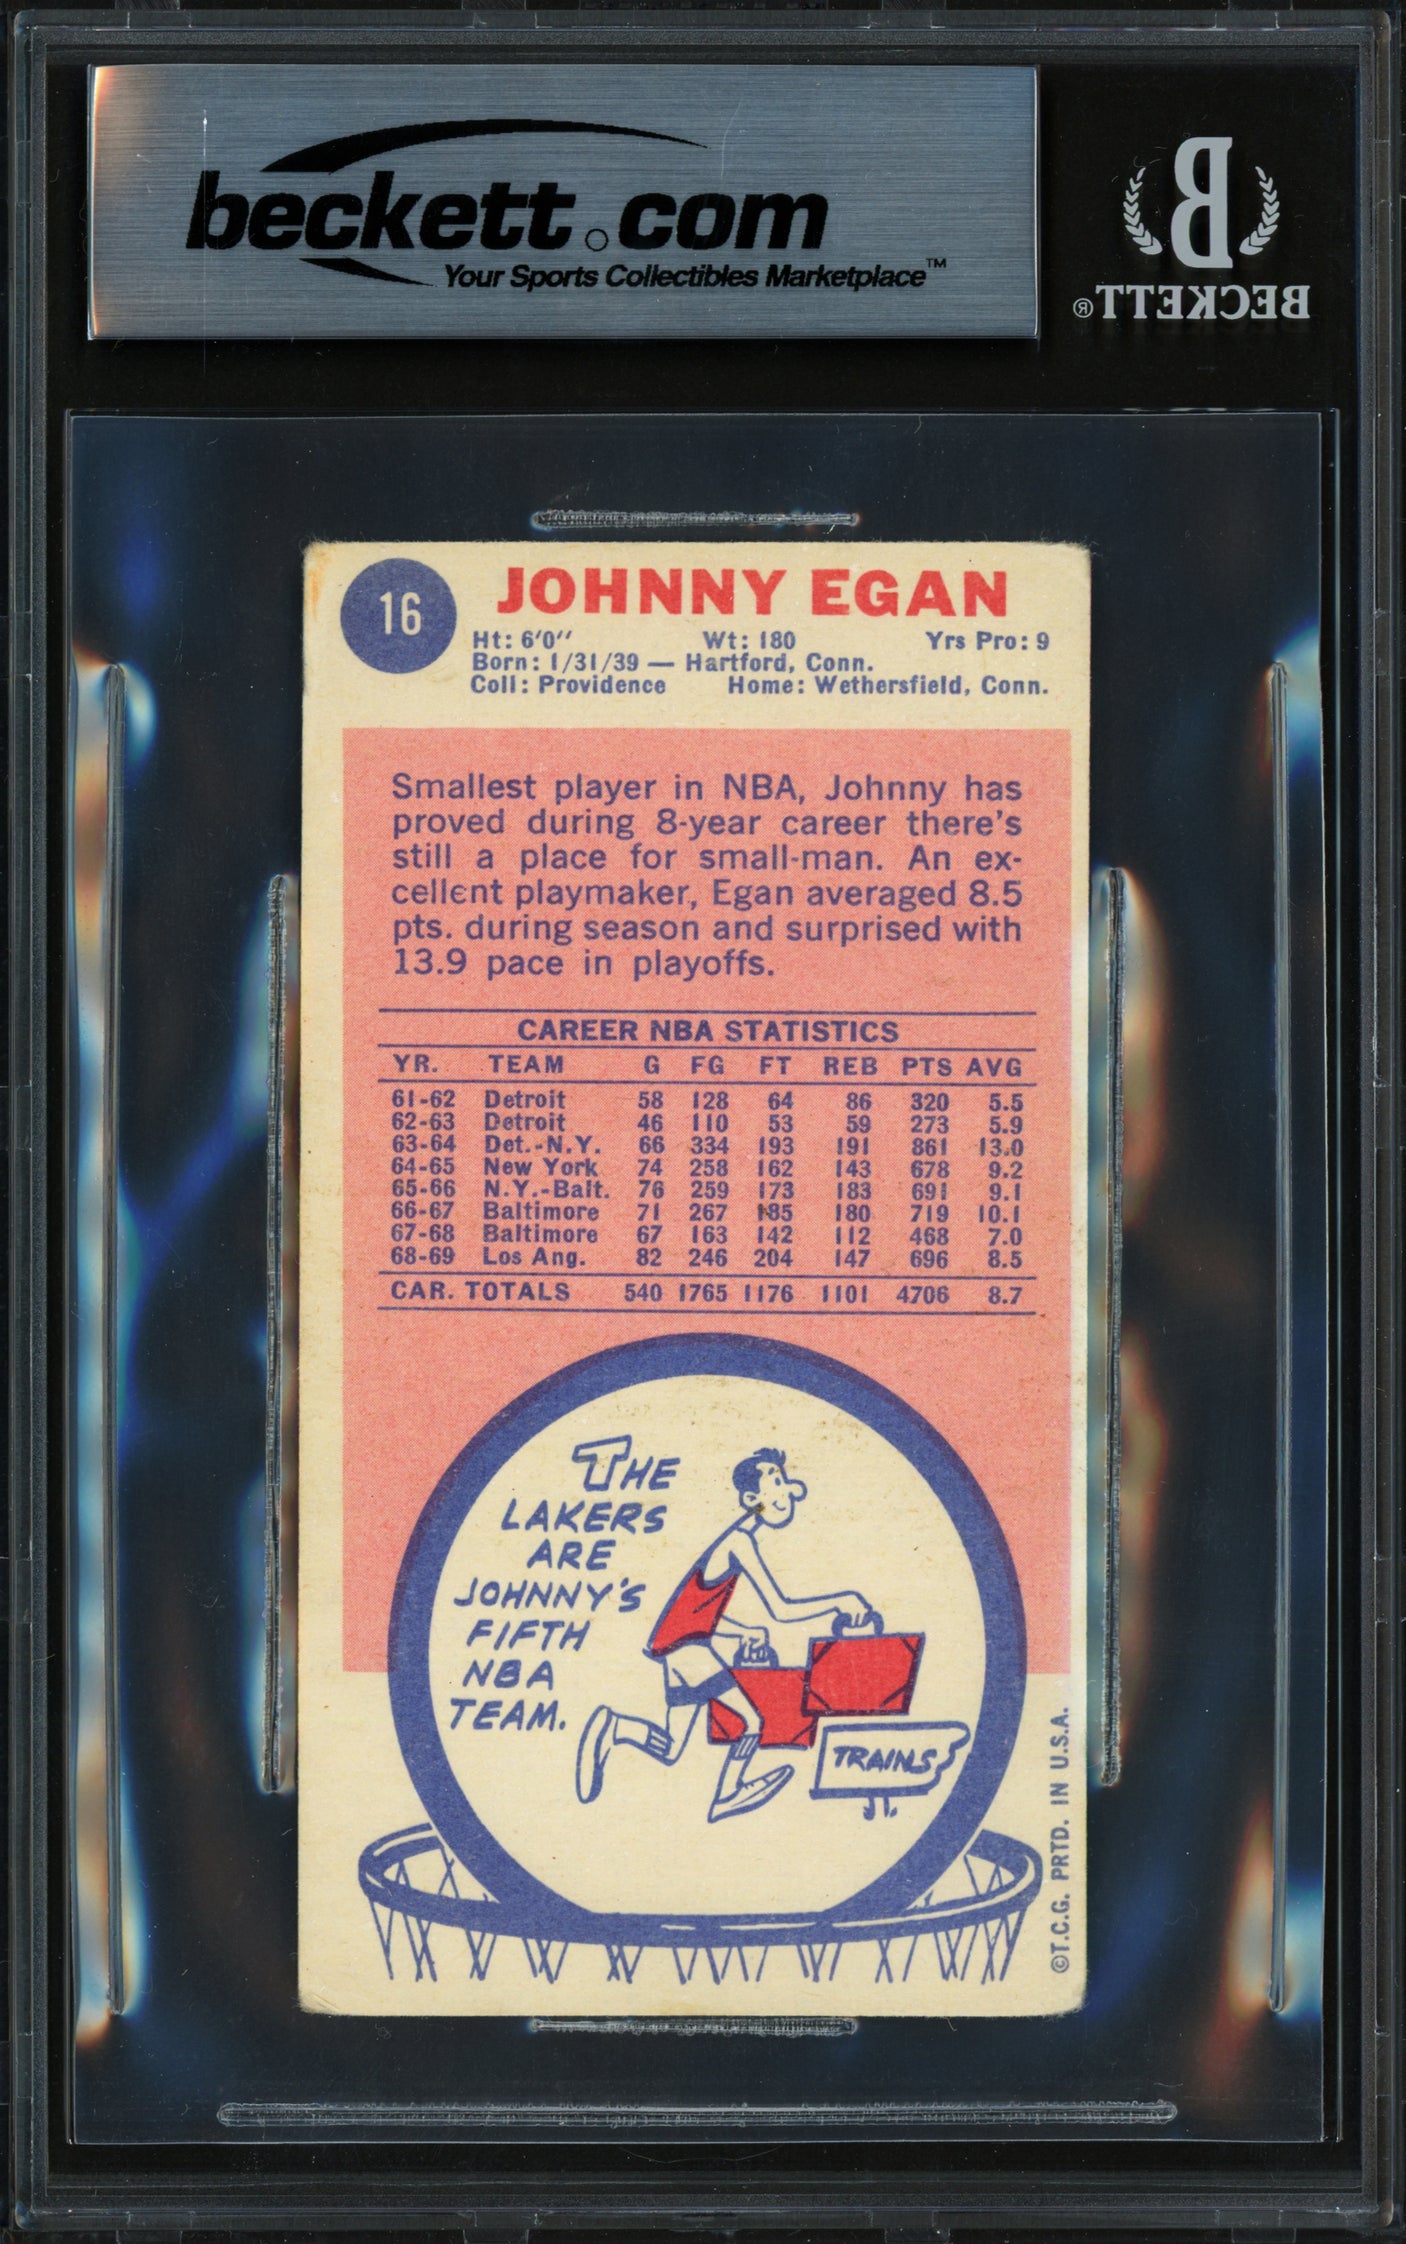 beckett.com
Your Sports Collectibles Marketplace™
B
BECKETT®
16
JOHNNY EGAN
Ht: 6'0" Wt: 180 Yrs Pro: 9
Born: 1/31/39 — Hartford, Conn.
Coll: Providence Home: Wethersfield, Conn.
Smallest player in NBA, Johnny has
proved during 8-year career there's
still a place for small-man. An ex-
cellent playmaker, Egan averaged 8.5
pts. during season and surprised with
13.9 pace in playoffs.
CAREER NBA STATISTICS
YR. TEAM G FG FT REB PTS AVG
61-62 Detroit 58 128 64 86 320 5.5
62-63 Detroit 46 110 53 59 273 5.9
63-64 Det.-N.Y. 66 334 193 191 861 13.0
64-65 New York 74 258 162 143 678 9.2
65-66 N.Y.-Balt. 76 259 173 183 691 9.1
66-67 Baltimore 71 267 185 180 719 10.1
67-68 Baltimore 67 163 142 112 468 7.0
68-69 Los Ang. 82 246 204 147 696 8.5
CAR. TOTALS 540 1765 1176 1101 4706 8.7
THE
LAKERS
ARE
JOHNNY'S
FIFTH
NBA
TEAM.
TRAINS
©T.C.G. PRTD. IN U.S.A.